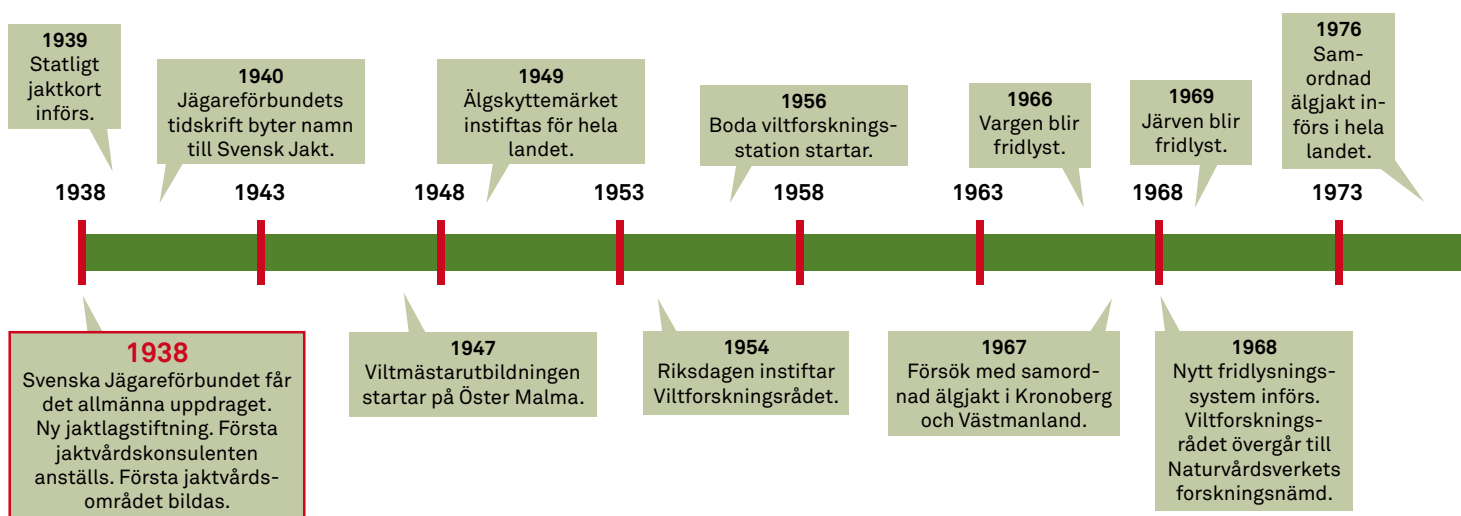 1939
Statligt
jaktkort
införs.
1940
Jägareförbundets
tidskrift byter namn
till Svensk Jakt.
1949
Älgskyttemärket
instiftas för hela
landet.
1956
Boda viltforsknings-
station startar.
1966
Vargen blir
fridlyst.
1969
Järven blir
fridlyst.
1976
Sam-
ordnad
älgjakt in-
förs i hela
landet.
1938
1943
1948
1953
1958
1963
1968
1973
1938
Svenska Jägareförbundet får
det allmänna uppdraget.
Ny jaktlagstiftning. Första
jaktvårdskonsulenten
anställs. Första jaktvårds-
området bildas.
1947
Viltmästarutbildningen
startar på Öster Malma.
1954
Riksdagen instiftar
Viltforskningsrådet.
1967
Försök med samord-
nad älgjakt i Kronoberg
och Västmanland.
1968
Nytt fridlysnings-
system införs.
Viltforsknings-
rådet övergår till
Naturvårdsverkets
forskningsnämd.